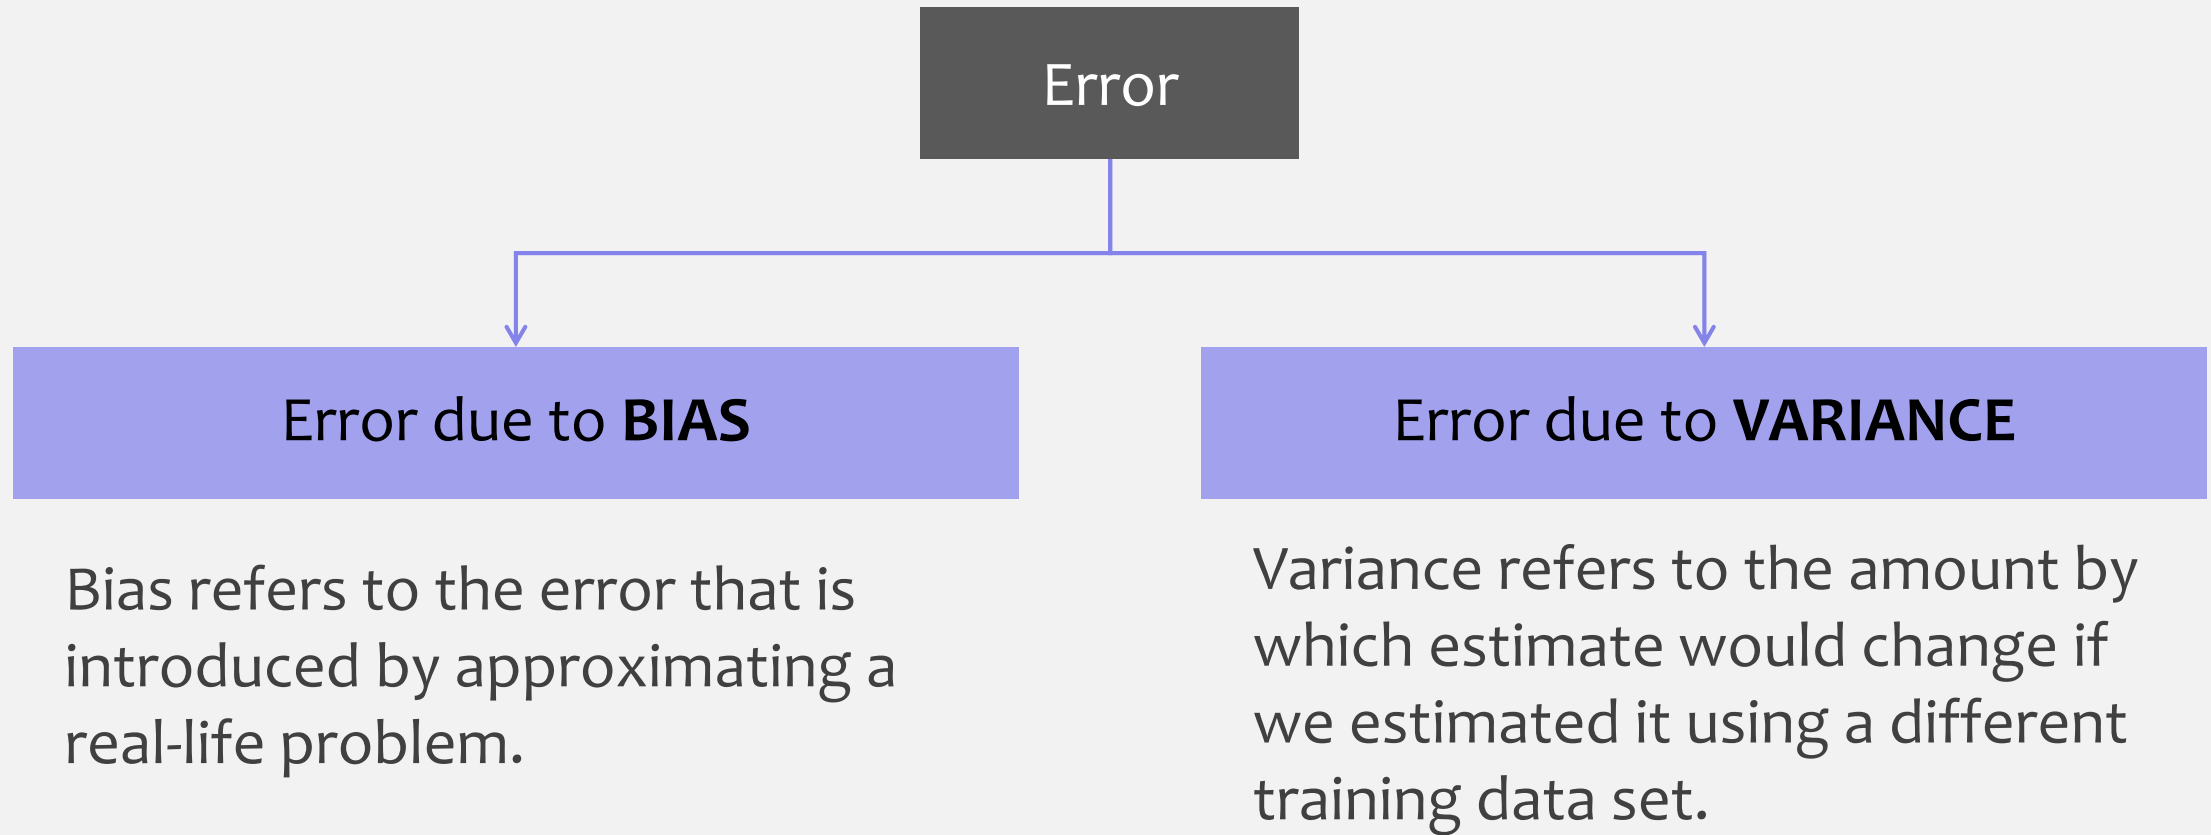 Error
Error due to BIAS
Error due to VARIANCE
Bias refers to the error that is
introduced by approximating a
real-life problem.
Variance refers to the amount by
which estimate would change if
we estimated it using a different
training data set.